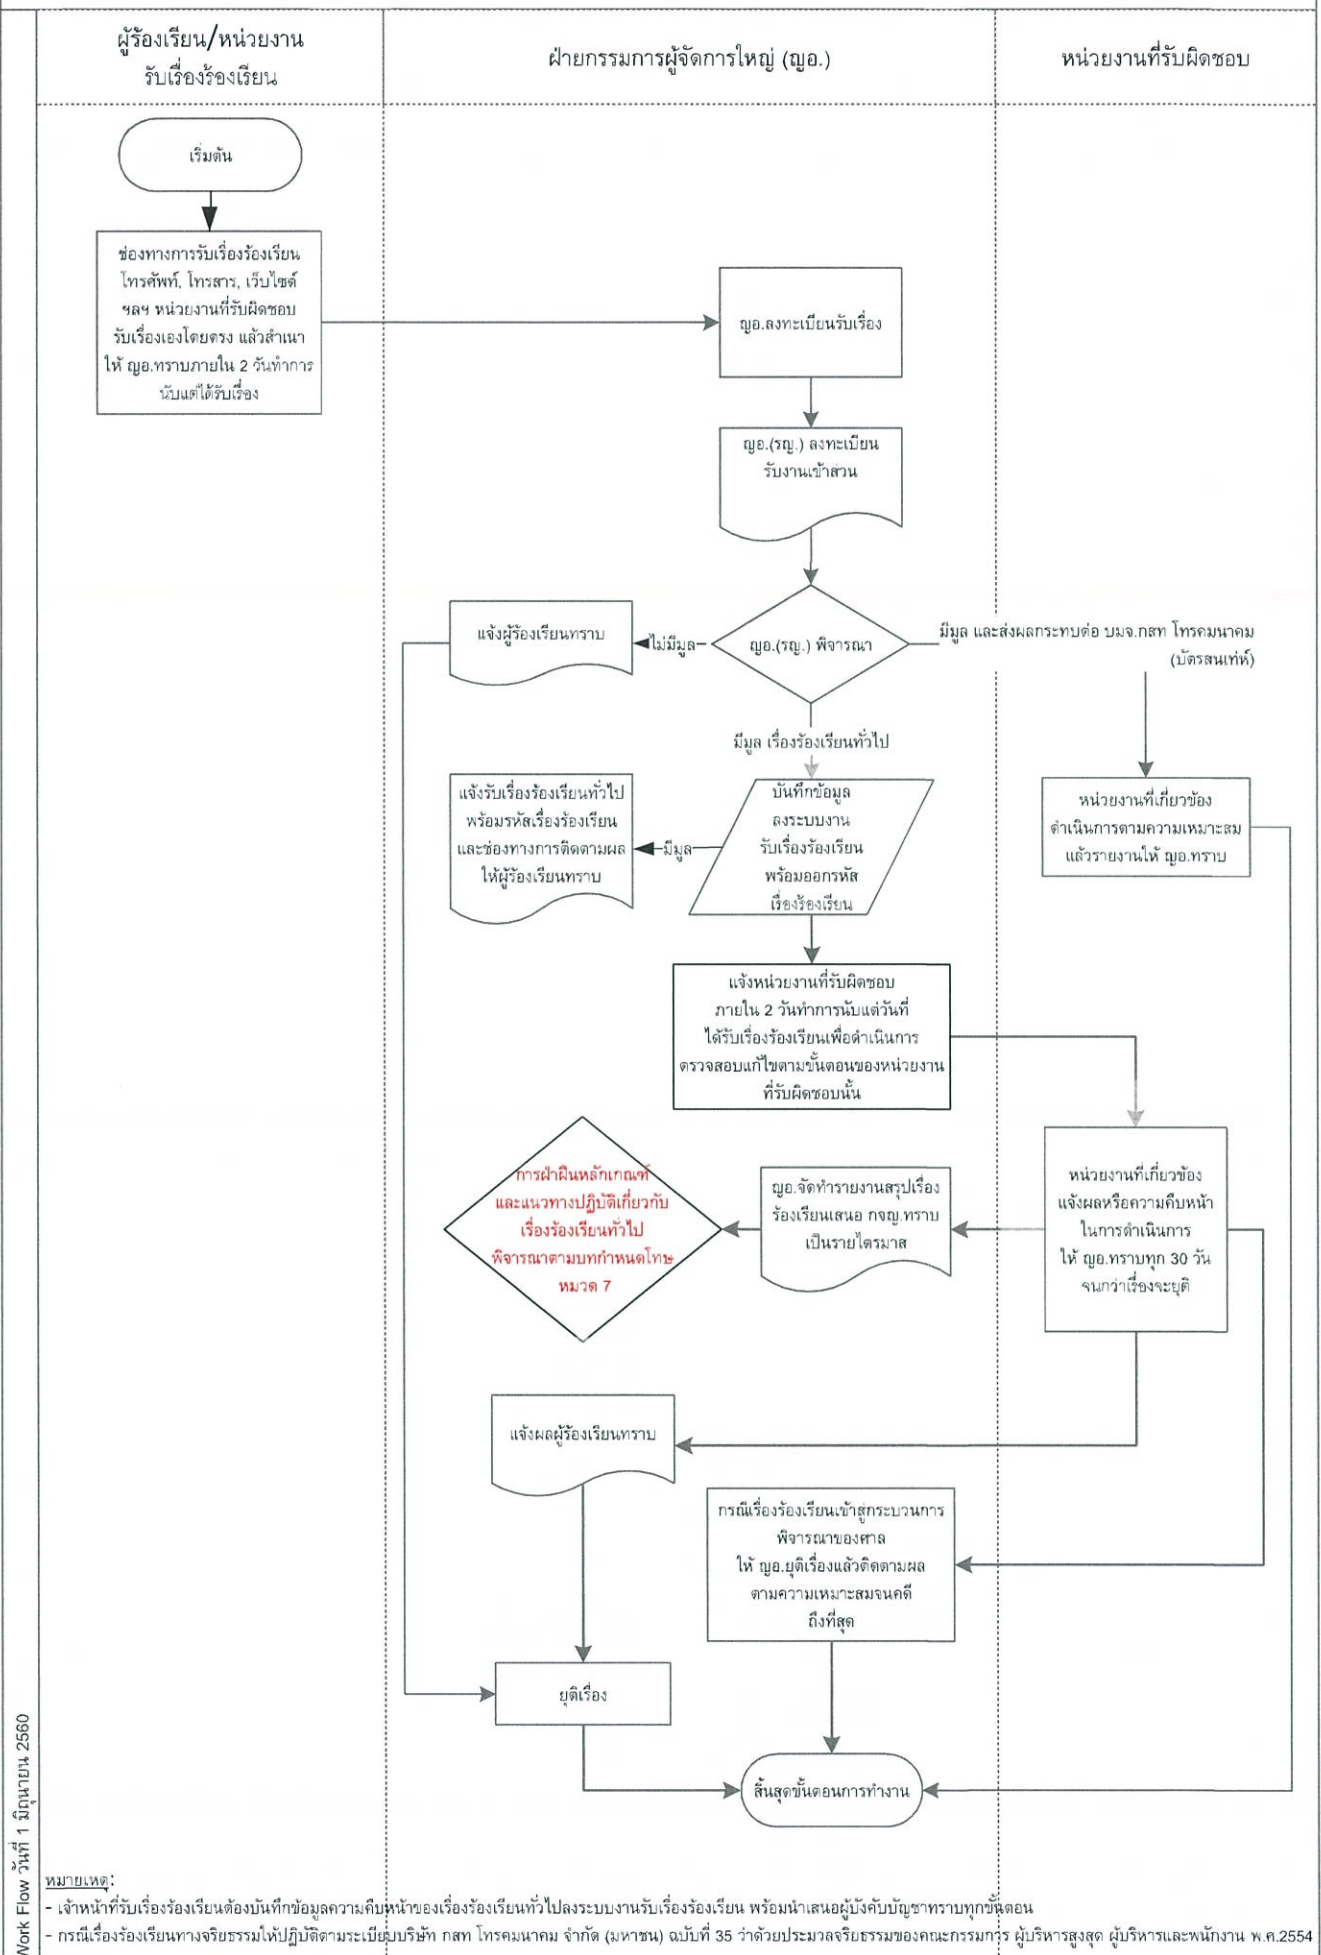 ผู้ร้องเรียน/หน่วยงาน
รับเรื่องร้องเรียน
ฝ่ายกรรมการผู้จัดการใหญ่ (ญอ.)
หน่วยงานที่รับผิดชอบ
เริ่มต้น
ช่องทางการรับเรื่องร้องเรียน
โทรศัพท์, โทรสาร, เว็บไซต์
ฯลฯ หน่วยงานที่รับผิดชอบ
รับเรื่องเองโดยตรง แล้วสำเนา
ให้ ญอ.ทราบภายใน 2 วันทำการ
นับแต่ได้รับเรื่อง
ญอ.ลงทะเบียนรับเรื่อง
ญอ.(รญ.) ลงทะเบียน
รับงานเข้าส่วน
ญอ.(รญ.) พิจารณา
ไม่มีมูล
แจ้งผู้ร้องเรียนทราบ
มีมูล และส่งผลกระทบต่อ บมจ.กสท โทรคมนาคม
(บัตรสนเท่ห์)
มีมูล เรื่องร้องเรียนทั่วไป
แจ้งรับเรื่องร้องเรียนทั่วไป
พร้อมรหัสเรื่องร้องเรียน
และช่องทางการติดตามผล
ให้ผู้ร้องเรียนทราบ
มีมูล
บันทึกข้อมูล
ลงระบบงาน
รับเรื่องร้องเรียน
พร้อมออกรหัส
เรื่องร้องเรียน
หน่วยงานที่เกี่ยวข้อง
ดำเนินการตามความเหมาะสม
แล้วรายงานให้ ญอ.ทราบ
แจ้งหน่วยงานที่รับผิดชอบ
ภายใน 2 วันทำการนับแต่วันที่
ได้รับเรื่องร้องเรียนเพื่อดำเนินการ
ตรวจสอบแก้ไขตามขั้นตอนของหน่วยงาน
ที่รับผิดชอบนั้น
การฝ่าฝืนหลักเกณฑ์
และแนวทางปฏิบัติเกี่ยวกับ
เรื่องร้องเรียนทั่วไป
พิจารณาตามบทกำหนดโทษ
หมวด 7
ญอ.จัดทำรายงานสรุปเรื่อง
ร้องเรียนเสนอ กจญ.ทราบ
เป็นรายไตรมาส
หน่วยงานที่เกี่ยวข้อง
แจ้งผลหรือความคืบหน้า
ในการดำเนินการ
ให้ ญอ.ทราบทุก 30 วัน
จนกว่าเรื่องจะยุติ
แจ้งผลผู้ร้องเรียนทราบ
กรณีเรื่องร้องเรียนเข้าสู่กระบวนการ
พิจารณาของศาล
ให้ ญอ.ยุติเรื่องแล้วติดตามผล
ตามความเหมาะสมจนคดี
ถึงที่สุด
ยุติเรื่อง
สิ้นสุดขั้นตอนการทำงาน
Work Flow วันที่ 1 มิถุนายน 2560
หมายเหตุ:
- เจ้าหน้าที่รับเรื่องร้องเรียนต้องบันทึกข้อมูลความคืบหน้าของเรื่องร้องเรียนทั่วไปลงระบบงานรับเรื่องร้องเรียน พร้อมนำเสนอผู้บังคับบัญชาทราบทุกขั้นตอน
- กรณีเรื่องร้องเรียนทางจริยธรรมให้ปฏิบัติตามระเบียบบริษัท กสท โทรคมนาคม จำกัด (มหาชน) ฉบับที่ 35 ว่าด้วยประมวลจริยธรรมของคณะกรรมการ ผู้บริหารสูงสุด ผู้บริหารและพนักงาน พ.ศ.2554